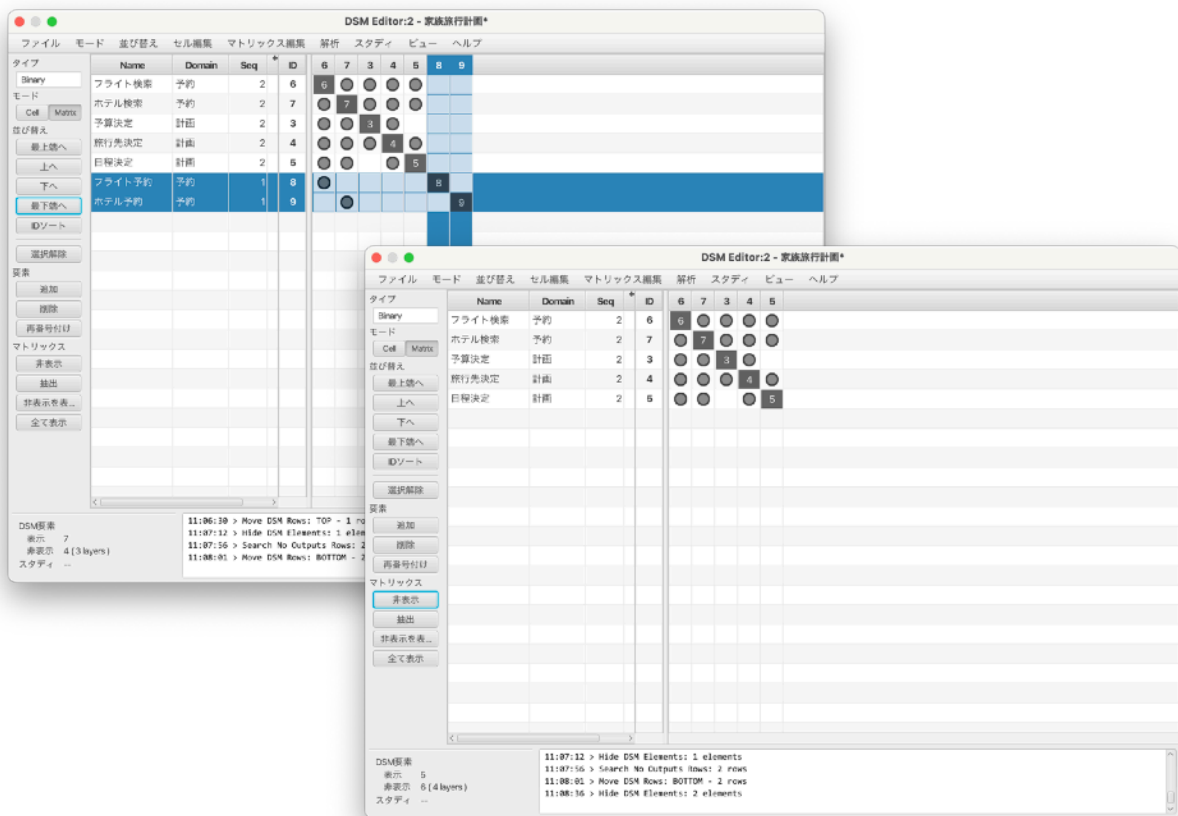 DSM Editor:2 - 家族旅行計画*
ファイル モード 並び替え セル編集 マトリックス編集 解析 スタディ ビュー ヘルプ
タイプ
Binary
モード
Cell Matrix
並び替え
最上端へ
上へ
下へ
最下端へ
IDソート
選択解除
要素
追加
削除
再番号付け
マトリックス
非表示
抽出
非表示を表...
全て表示
Name Domain Seq ID 6 7 3 4 5 8 9
フライト検索 予約 2 6 6
ホテル検索 予約 2 7 7
予算決定 計画 2 3 3
旅行先決定 計画 2 4 4
日程決定 計画 2 5 5
フライト予約 予約 1 8 8
ホテル予約 予約 1 9 9
DSM要素
表示 7
非表示 4 ( 3 layers )
スタディ --
11:06:30 > Move DSM Rows: TOP - 1 ro
11:07:12 > Hide DSM Elements: 1 elem
11:07:56 > Search No Outputs Rows: 2
11:08:01 > Move DSM Rows: BOTTOM - 2
DSM Editor:2 - 家族旅行計画*
ファイル モード 並び替え セル編集 マトリックス編集 解析 スタディ ビュー ヘルプ
タイプ
Binary
モード
Cell Matrix
並び替え
最上端へ
上へ
下へ
最下端へ
IDソート
選択解除
要素
追加
削除
再番号付け
マトリックス
非表示
抽出
非表示を表...
全て表示
Name Domain Seq ID 6 7 3 4 5
フライト検索 予約 2 6 6
ホテル検索 予約 2 7 7
予算決定 計画 2 3 3
旅行先決定 計画 2 4 4
日程決定 計画 2 5 5
DSM要素
表示 5
非表示 6 ( 4 layers )
スタディ --
11:07:12 > Hide DSM Elements: 1 elements
11:07:56 > Search No Outputs Rows: 2 rows
11:08:01 > Move DSM Rows: BOTTOM - 2 rows
11:08:36 > Hide DSM Elements: 2 elements